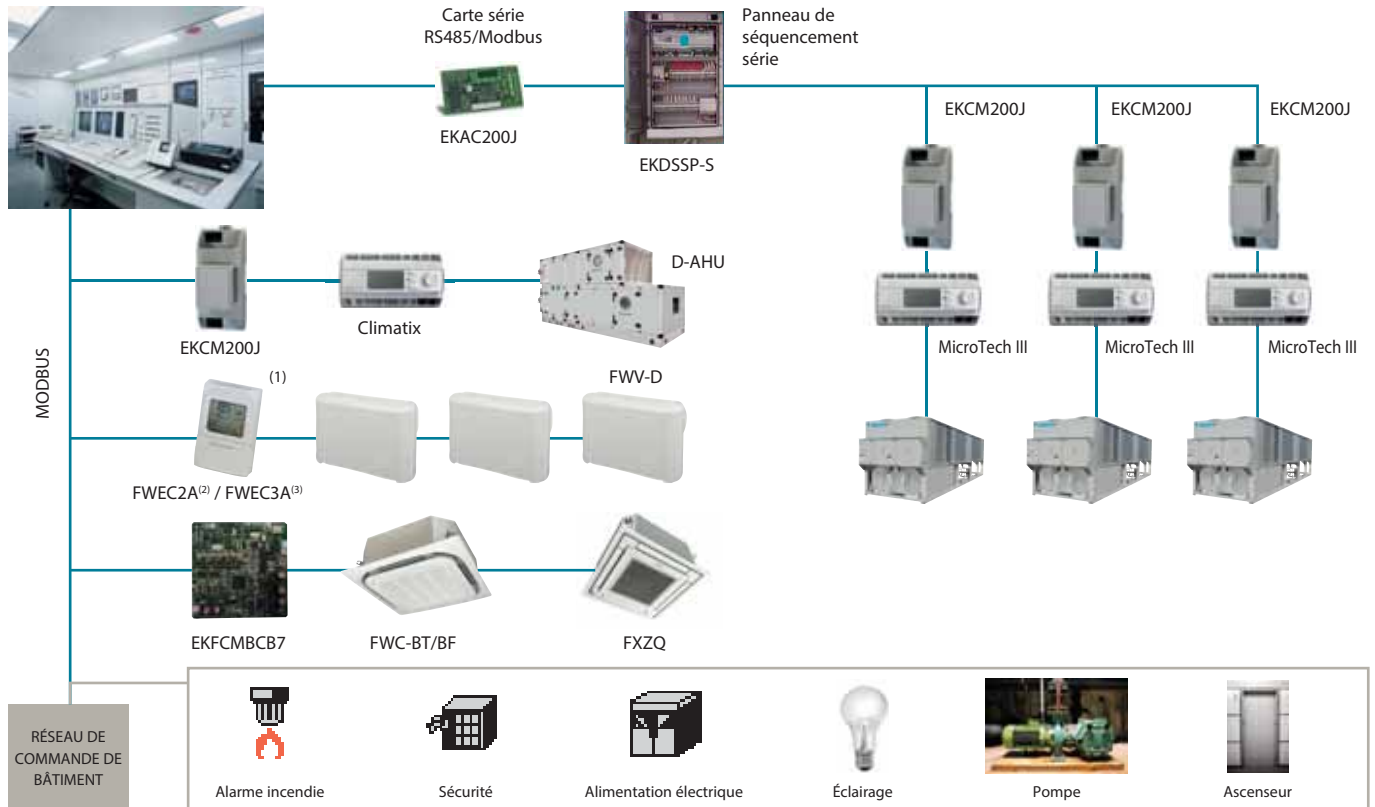 Carte série
RS485/Modbus
EKAC200J
EKDSSP-S
Panneau de
séquencement
série
EKCM200J
EKCM200J
EKCM200J
MicroTech III
MicroTech III
MicroTech III
MODBUS
EKCM200J
Climatix
D-AHU
(1)
FWEC2A(2) / FWEC3A(3)
FWV-D
EKFCMBCB7
FWC-BT/BF
FXZQ
RÉSEAU DE
COMMANDE DE
BÂTIMENT
Alarme incendie
Sécurité
Alimentation électrique
Éclairage
Pompe
Ascenseur